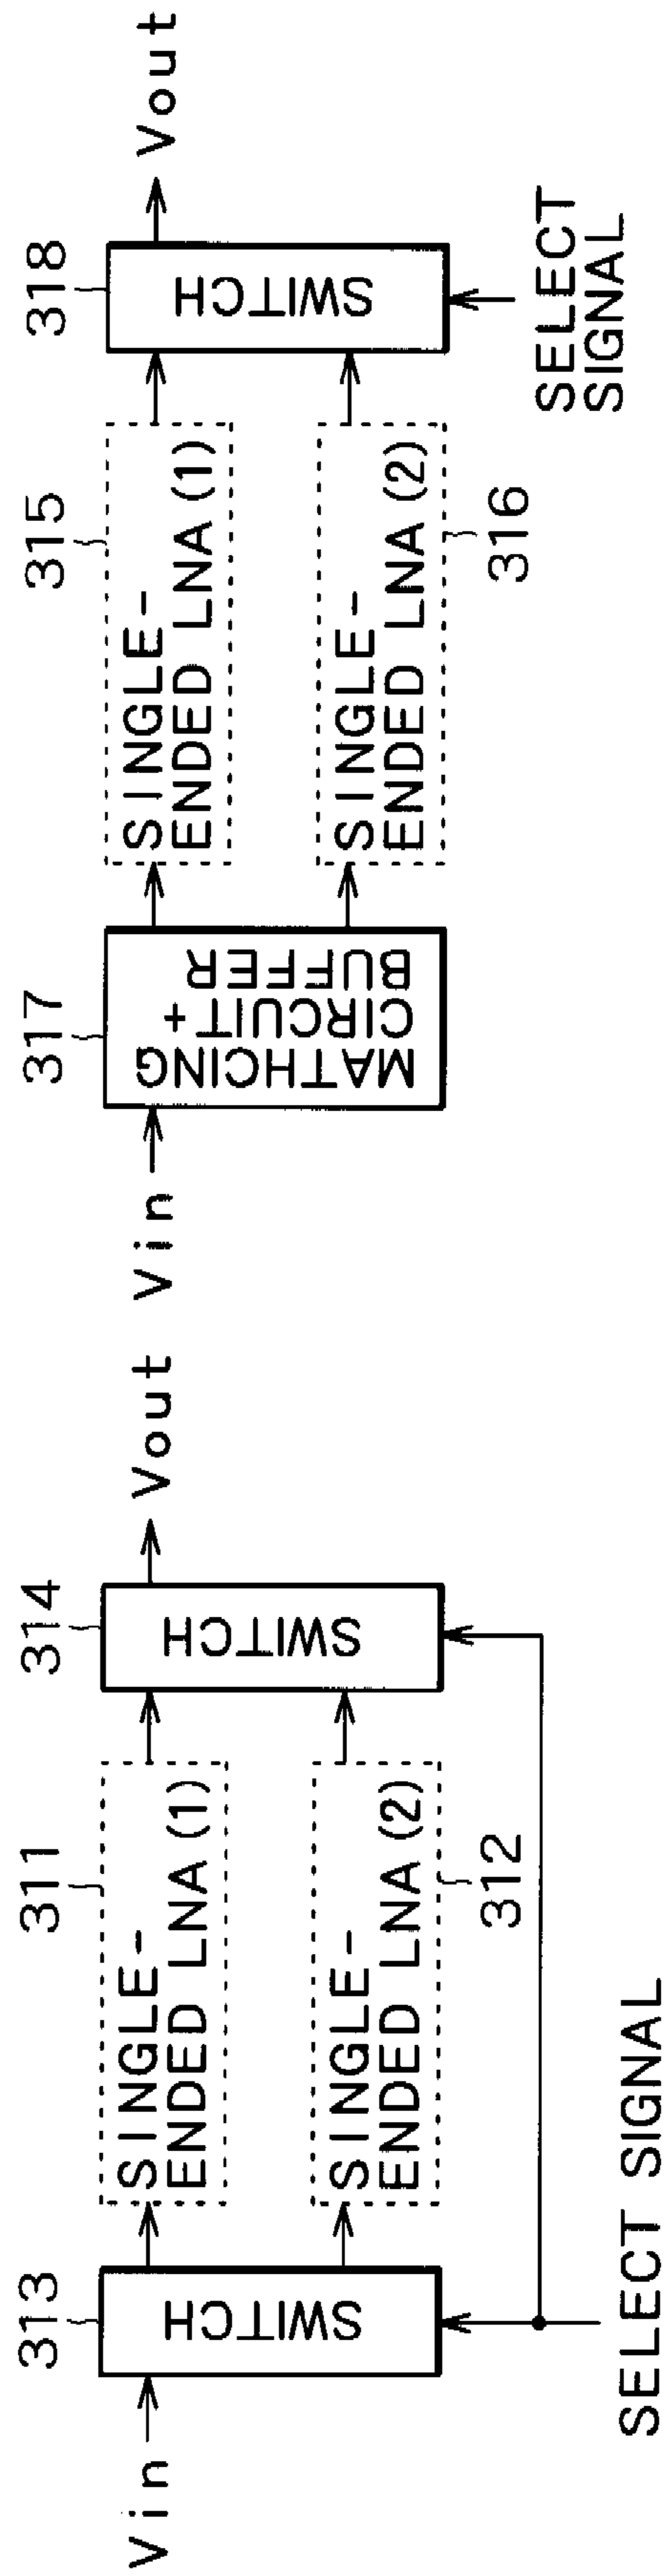 313
311
314
Vin
SWITCH
SINGLE-
ENDED LNA (1)
SWITCH
Vout
SINGLE-
ENDED LNA (2)
312
SELECT SIGNAL
317
315
318
Vin
MATHCING
CIRCUIT+
BUFFER
SINGLE-
ENDED LNA (1)
SWITCH
Vout
SINGLE-
ENDED LNA (2)
316
SELECT
SIGNAL